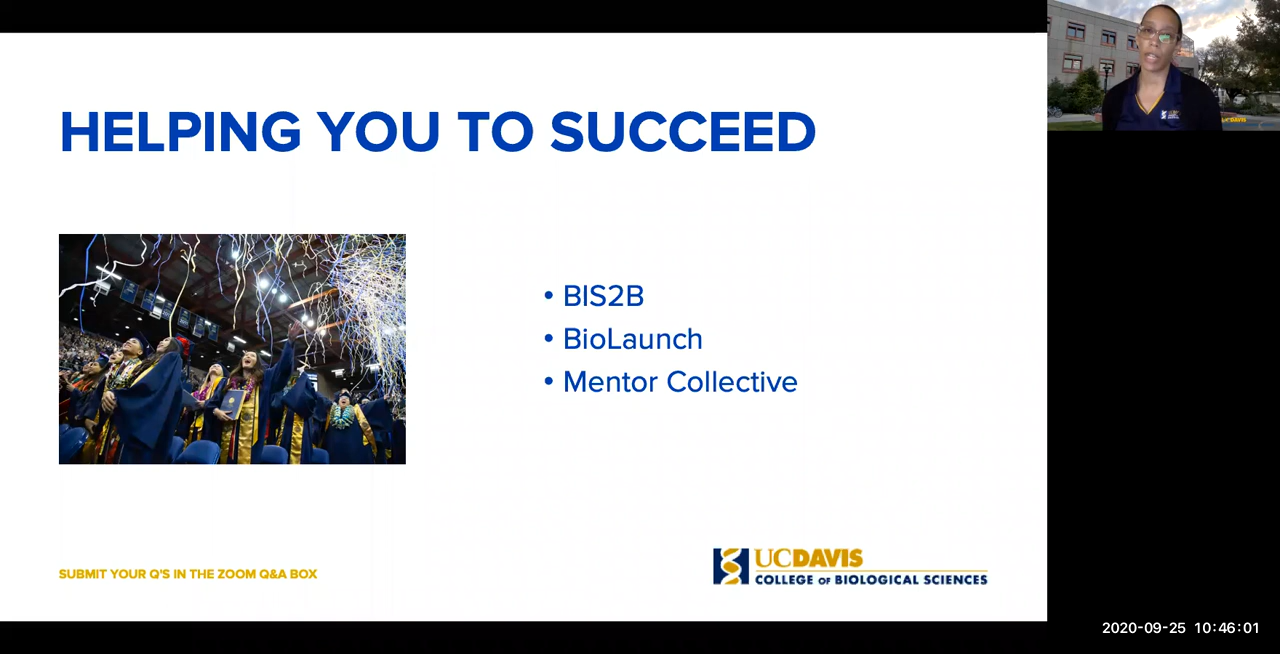 HELPING YOU TO SUCCEED
• BIS2B
• BioLaunch
• Mentor Collective
SUBMIT YOUR Q'S IN THE ZOOM Q&A BOX
UCDAVIS
COLLEGE OF BIOLOGICAL SCIENCES
2020-09-25 10:46:01